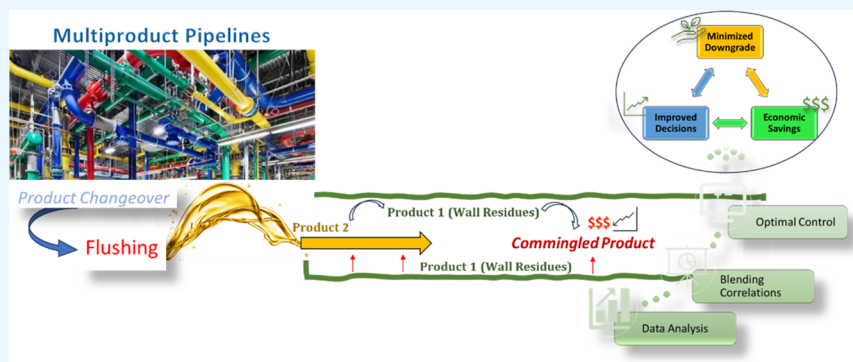 Multiproduct Pipelines
Minimized
Downgrade
$$$
Improved
Decisions
Economic
Savings
Product Changeover
Flushing
Product 2
Product 1 (Wall Residues)
$$$
Commingled Product
Product 1 (Wall Residues)
Optimal Control
Blending
Correlations
Data Analysis